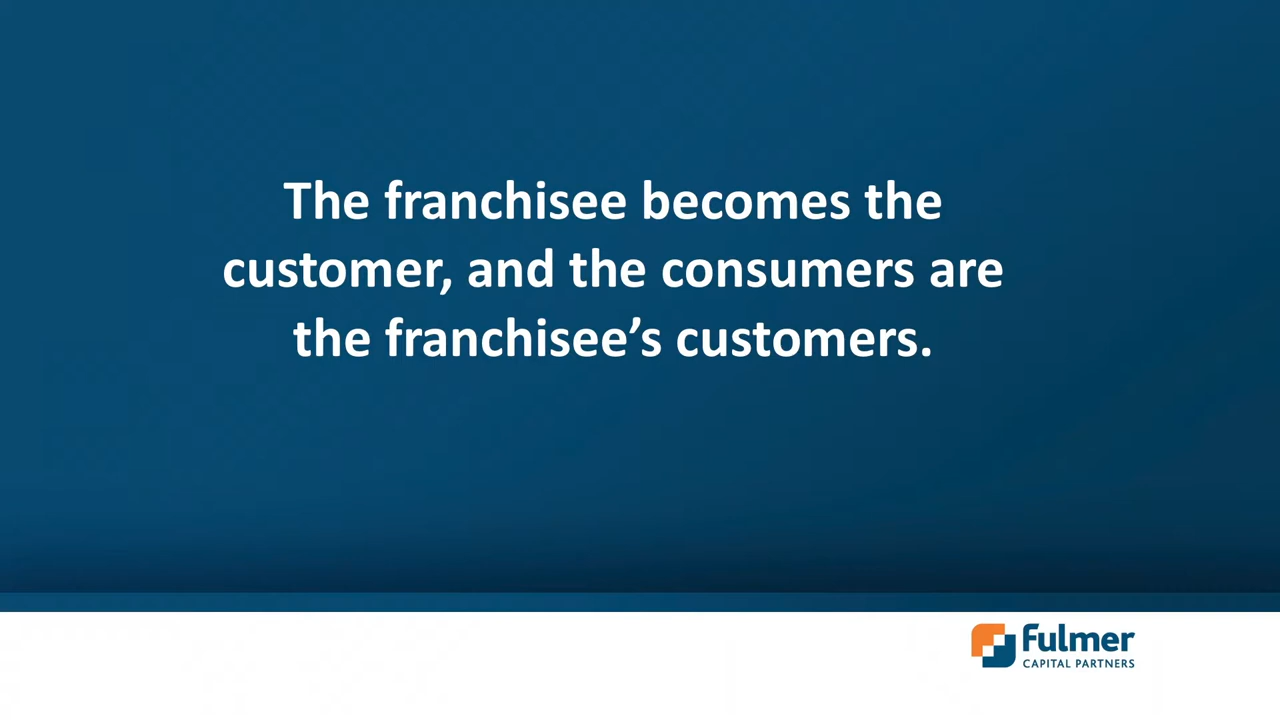 The franchisee becomes the
customer, and the consumers are
the franchisee’s customers.
Fulmer
CAPITAL PARTNERS